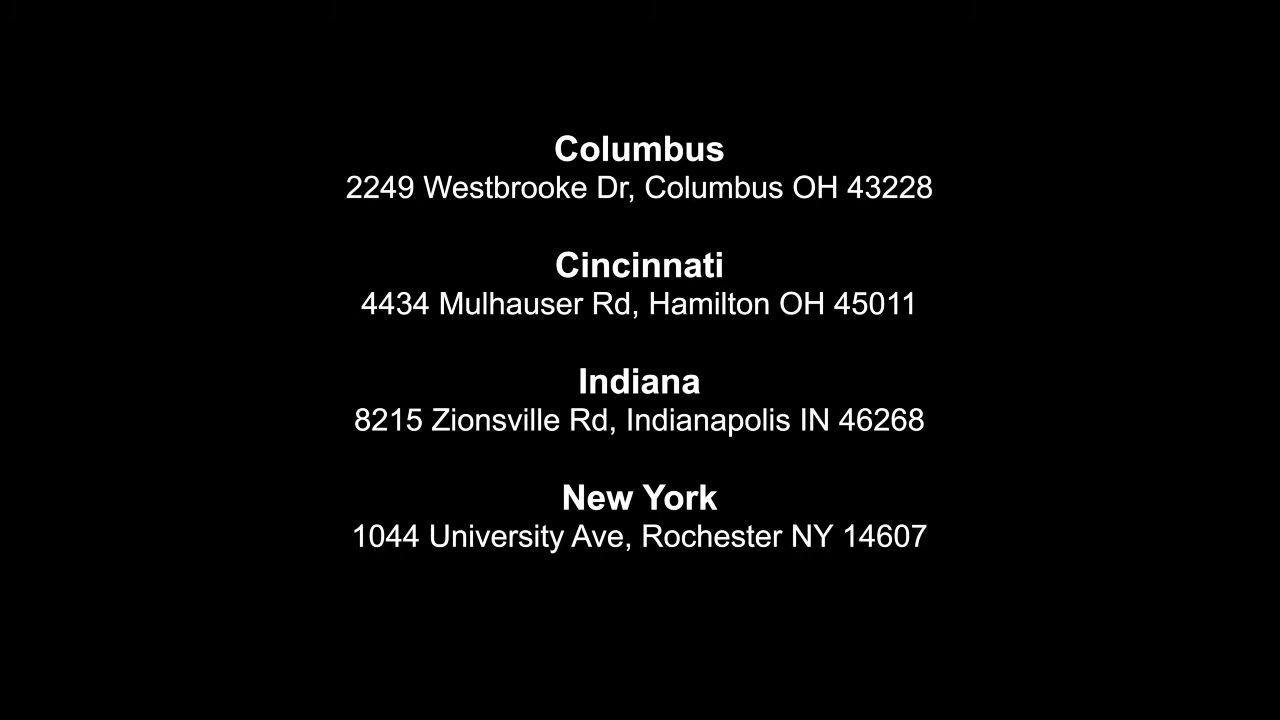 Columbus
2249 Westbrooke Dr, Columbus OH 43228
Cincinnati
4434 Mulhauser Rd, Hamilton OH 45011
Indiana
8215 Zionsville Rd, Indianapolis IN 46268
New York
1044 University Ave, Rochester NY 14607